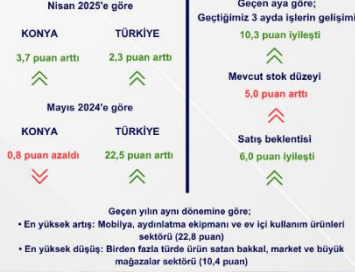 Nisan 2025'e göre
KONYA TÜRKİYE
3,7 puan arttı 2,3 puan arttı
Mayıs 2024'e göre
KONYA TÜRKİYE
0,8 puan azaldı 22,5 puan arttı
Geçen aya göre;
Geçtiğimiz 3 ayda işlerin gelişimi
10,3 puan iyileşti
Mevcut stok düzeyi
5,0 puan arttı
Satış beklentisi
6,0 puan iyileşti
Geçen yılın aynı dönemine göre;
• En yüksek artış: Mobilya, aydınlatma ekipmanı ve ev içi kullanım ürünleri
sektörü (22,8 puan)
• En yüksek düşüş: Birden fazla türde ürün satan bakkal, market ve büyük
mağazalar sektörü (10,4 puan)